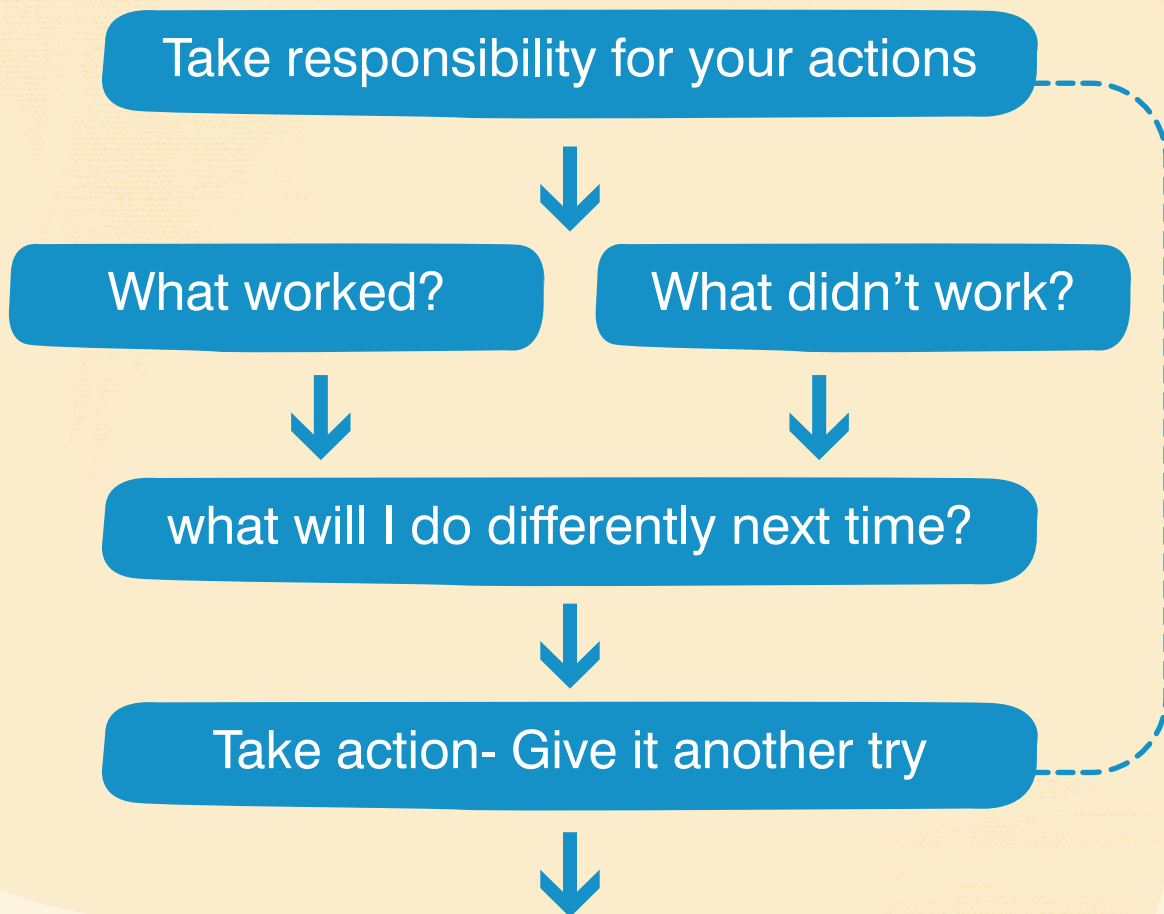 Take responsibility for your actions
What worked?
What didn’t work?
what will I do differently next time?
Take action- Give it another try